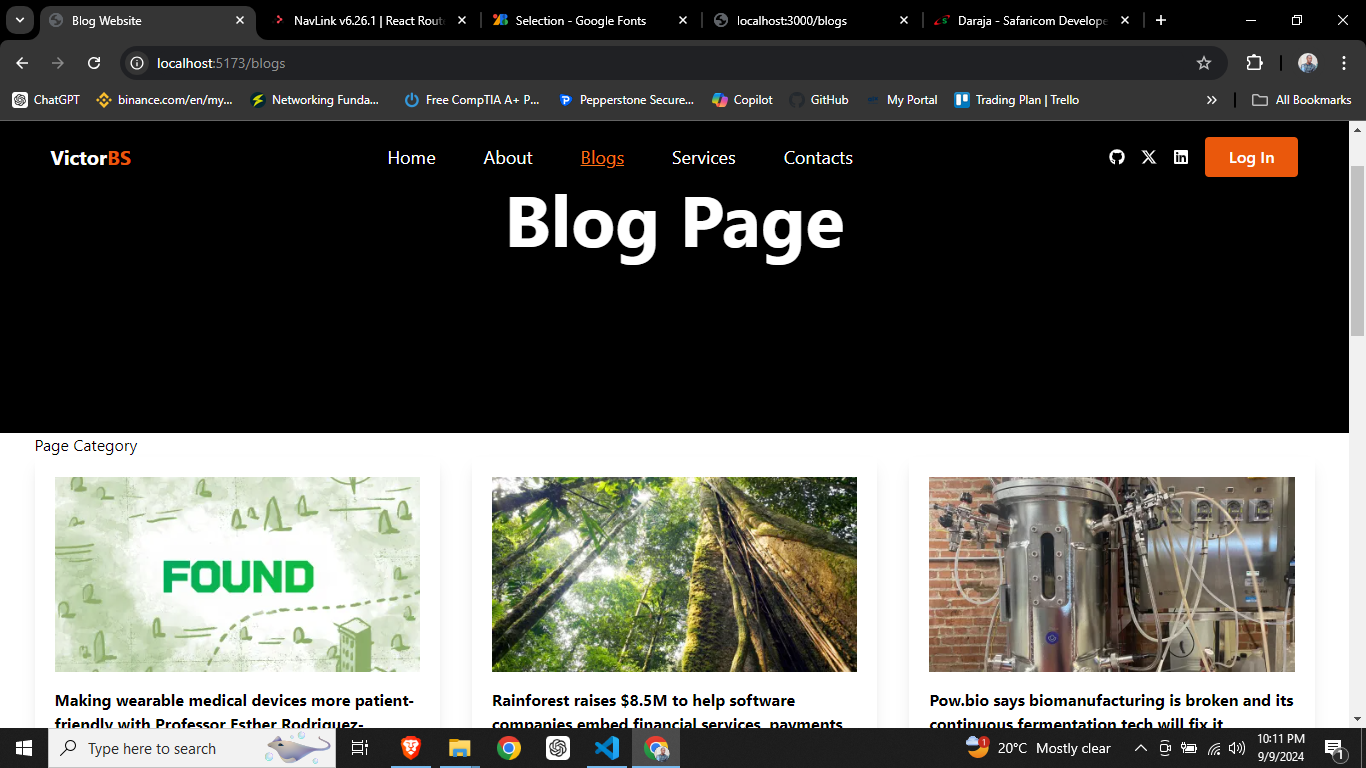 Blog Website
NavLink v6.26.1 | React Rout
Selection - Google Fonts
localhost:3000/blogs
Daraja - Safaricom Develope
localhost:5173/blogs
ChatGPT
binance.com/en/my...
Networking Funda...
Free CompTIA A+ P...
Pepperstone Secure...
Copilot
GitHub
My Portal
Trading Plan | Trello
All Bookmarks
VictorBS
Home
About
Blogs
Services
Contacts
Log In
Blog Page
Page Category
FOUND
Making wearable medical devices more patient-
friendly with Professor Esther Rodriguez-
Rainforest raises $8.5M to help software
companies embed financial services, payments
Pow.bio says biomanufacturing is broken and its
continuous fermentation tech will fix it
Type here to search
20°C Mostly clear
10:11 PM
9/9/2024